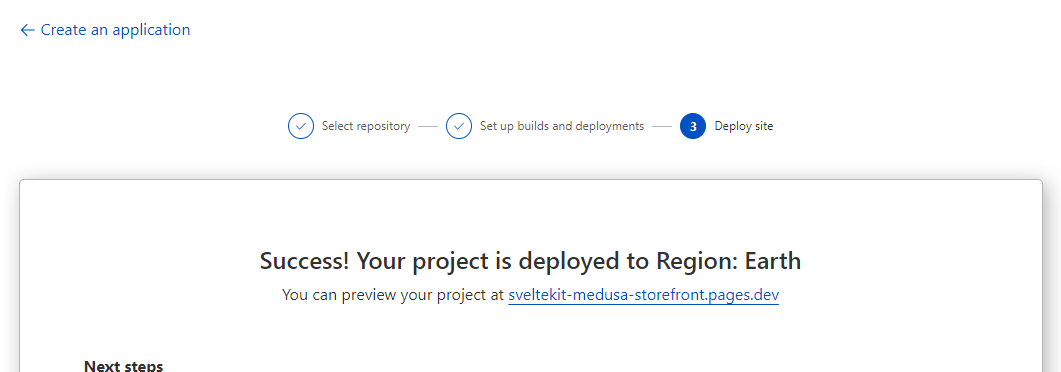 ← Create an application
Select repository
Set up builds and deployments
3 Deploy site
Success! Your project is deployed to Region: Earth
You can preview your project at sveltekit-medusa-storefront.pages.dev
Next steps